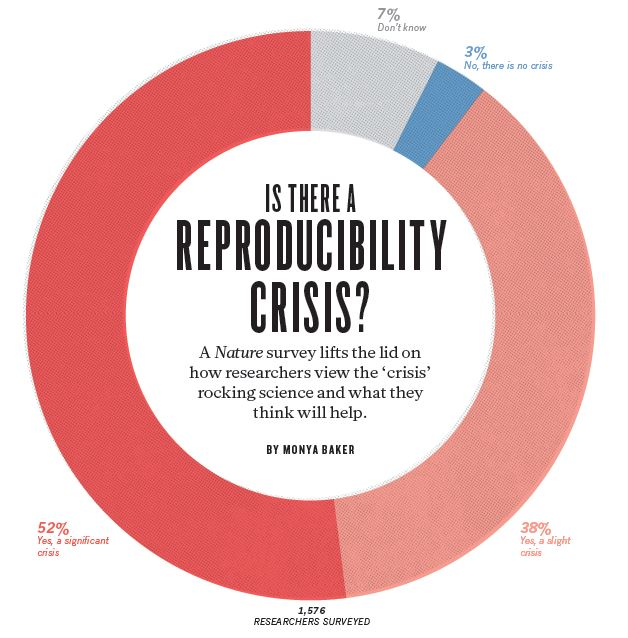 7%
Don't know
3%
No, there is no crisis
IS THERE A
REPRODUCIBILITY
CRISIS?
A Nature survey lifts the lid on
how researchers view the ‘crisis’
rocking science and what they
think will help.
BY MONYA BAKER
52%
Yes, a significant
crisis
38%
Yes, a slight
crisis
1,576
RESEARCHERS SURVEYED